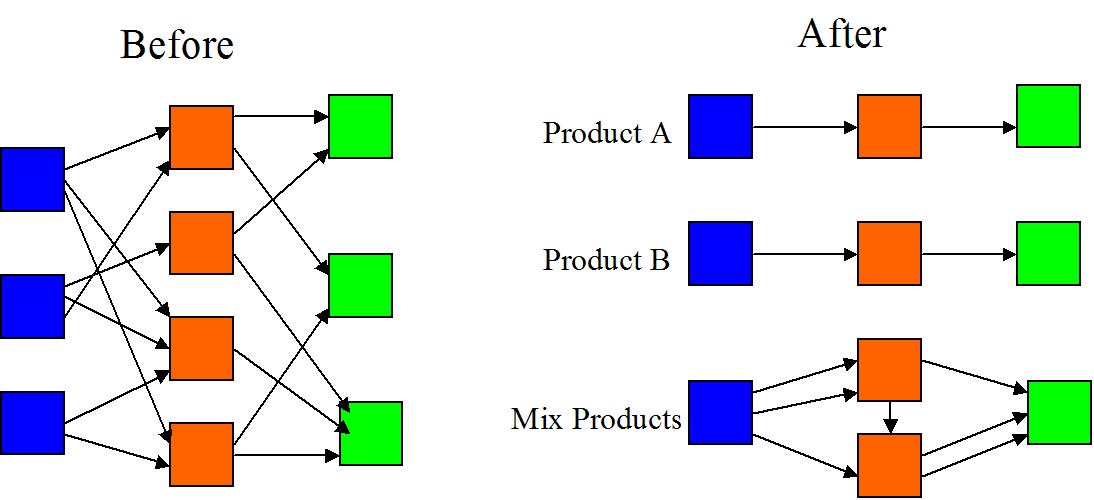 Before
After
Product A
Product B
Mix Products